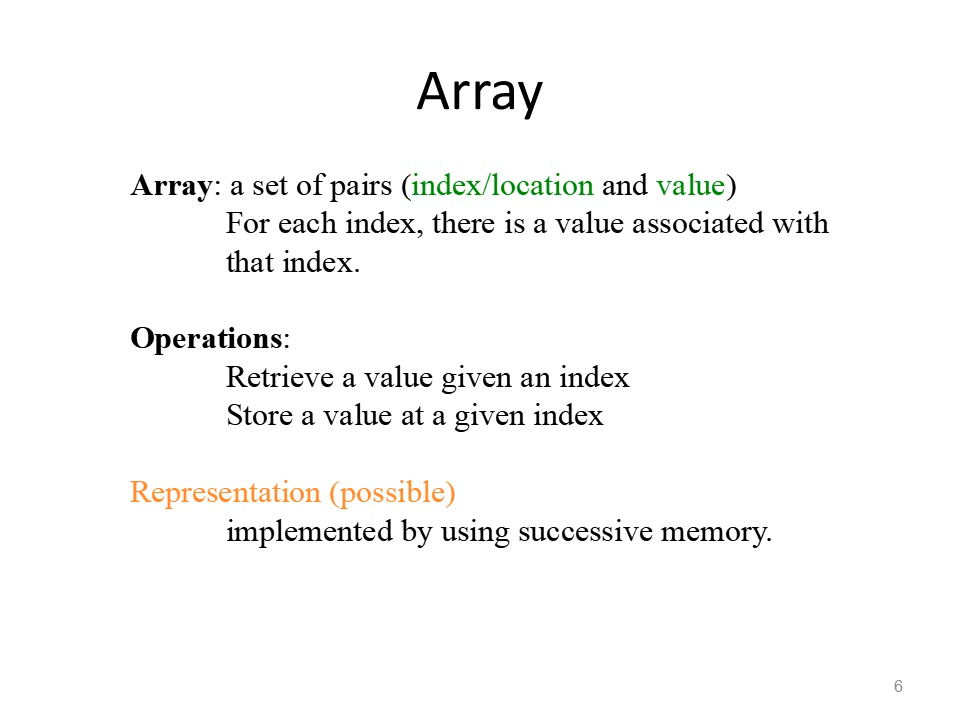 Array
Array: a set of pairs (index/location and value)
For each index, there is a value associated with
that index.
Operations:
Retrieve a value given an index
Store a value at a given index
Representation (possible)
implemented by using successive memory.
6